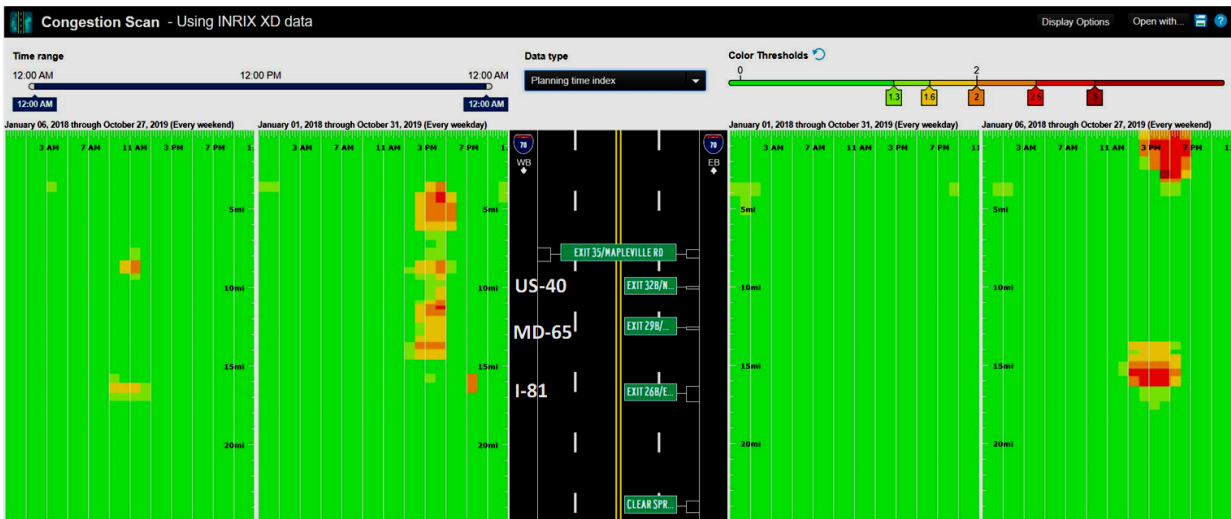 Congestion Scan - Using INRIX XD data
Display Options
Open with...
?
Time range
12:00 AM 12:00 PM 12:00 AM
12:00 AM 12:00 AM
Data type
Planning time index
Color Thresholds
0 2
1.3 1.6 2 2.5 3
January 06, 2018 through October 27, 2019 (Every weekend)
3 AM 7 AM 11 AM 3 PM 7 PM 1
5mi
10mi
15mi
20mi
January 01, 2018 through October 31, 2019 (Every weekday)
3 AM 7 AM 11 AM 3 PM 7 PM 1
5mi
10mi
15mi
20mi
70
WB
70
EB
EXIT 35/MAPLEVILLE RD
US-40
EXIT 32B/N...
MD-65
EXIT 29B/...
I-81
EXIT 26B/E...
CLEAR SPR...
January 01, 2018 through October 31, 2019 (Every weekday)
3 AM 7 AM 11 AM 3 PM 7 PM 1
5mi
10mi
15mi
20mi
January 06, 2018 through October 27, 2019 (Every weekend)
3 AM 7 AM 11 AM 3 PM 7 PM 1
5mi
10mi
15mi
20mi